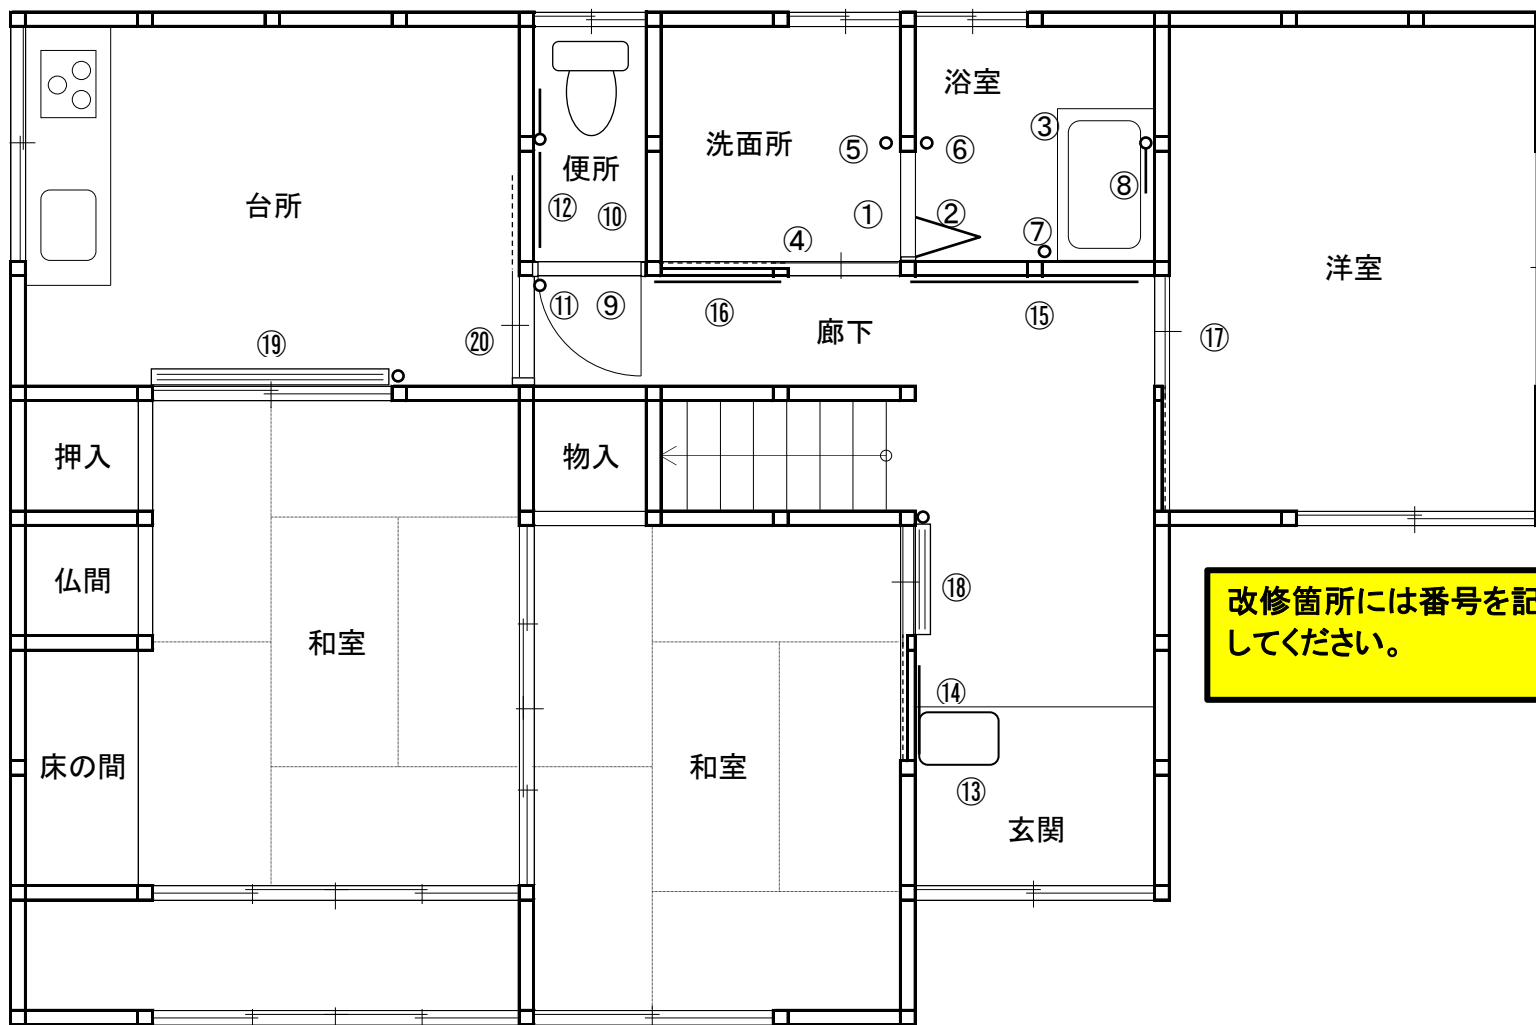 浴室
③
洗面所
⑤
⑥
便所
⑧
台所
⑫
⑩
①
②
⑦
④
洋室
⑪
⑨
⑯
⑮
廊下
⑰
⑲
⑳
押入
物入
仏間
⑱
改修箇所には番号を記
してください。
和室
⑭
床の間
和室
⑬
玄関